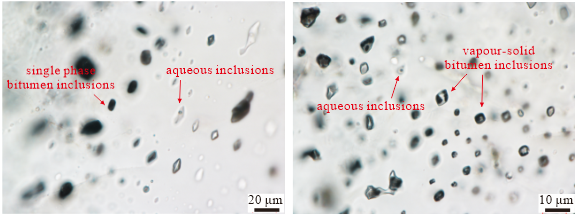 single phase
bitumen inclusions
aqueous inclusions
20 μm
vapour-solid
bitumen inclusions
aqueous inclusions
10 μm